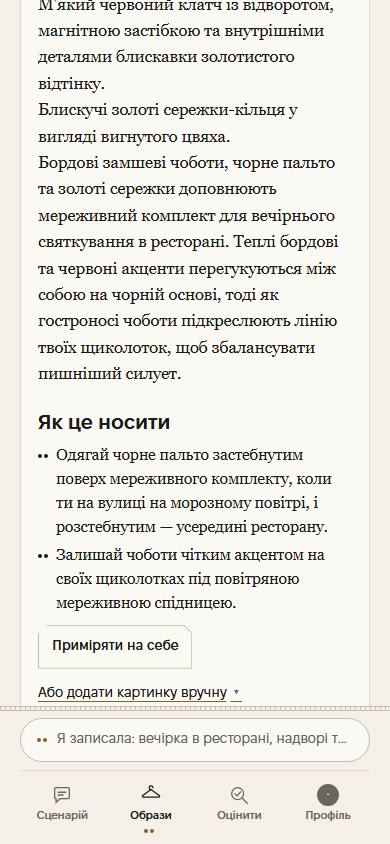 М'який червоний клатч із відворотом,
магнітною застібкою та внутрішніми
деталями блискавки золотистого
відтінку.
Блискучі золоті сережки-кільця у
вигляді вигнутого цвяха.
Бордові замшеві чоботи, чорне пальто
та золоті сережки доповнюють
мереживний комплект для вечірнього
святкування в ресторані. Теплі бордові
та червоні акценти перегукуються між
собою на чорній основі, тоді як
гостроносі чоботи підкреслюють лінію
твоїх щиколоток, щоб збалансувати
пишніший силует.
Як це носити
Одягай чорне пальто застебнутим
поверх мереживного комплекту, коли
ти на вулиці на морозному повітрі, і
розстебнутим — усередині ресторану.
Залишай чоботи чітким акцентом на
своїх щиколотках під повітряною
мереживною спідницею.
Приміряти на себе
Або додати картинку вручну
Я записала: вечірка в ресторані, надворі т...
Сценарій
Образи
Оцінити
Профіль